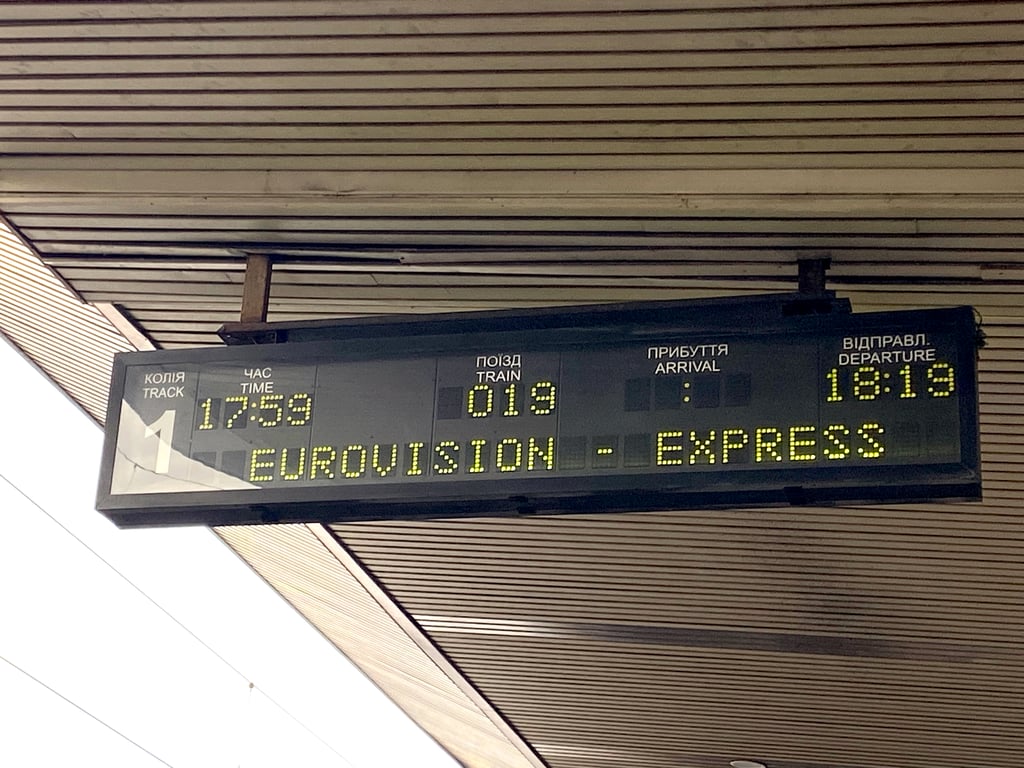 КОЛІЯ ЧАС ПОЇЗД ПРИБУТТЯ ВІДПРАВЛ.
TRACK TIME TRAIN ARRIVAL DEPARTURE
1 17:59 019 : 18:19
EUROVISION - EXPRESS